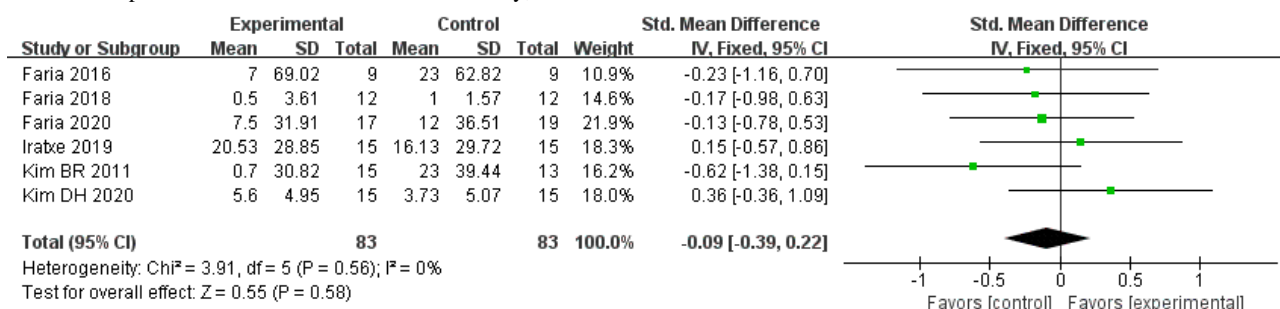 Experimental Control Std. Mean Difference Std. Mean Difference
Study or Subgroup Mean SD Total Mean SD Total Weight IV, Fixed, 95% CI IV, Fixed, 95% CI
Faria 2016 7 69.02 9 23 62.82 9 10.9% -0.23 [-1.16, 0.70]
Faria 2018 0.5 3.61 12 1 1.57 12 14.6% -0.17 [-0.98, 0.63]
Faria 2020 7.5 31.91 17 12 36.51 19 21.9% -0.13 [-0.78, 0.53]
Iratxe 2019 20.53 28.85 15 16.13 29.72 15 18.3% 0.15 [-0.57, 0.86]
Kim BR 2011 0.7 30.82 15 23 39.44 13 16.2% -0.62 [-1.38, 0.15]
Kim DH 2020 5.6 4.95 15 3.73 5.07 15 18.0% 0.36 [-0.36, 1.09]
Total (95% CI) 83 83 100.0% -0.09 [-0.39, 0.22]
Heterogeneity: Chi² = 3.91, df = 5 (P = 0.56); I² = 0%
Test for overall effect: Z = 0.55 (P = 0.58)
-1 -0.5 0 0.5 1
Favors [control] Favors [experimental]